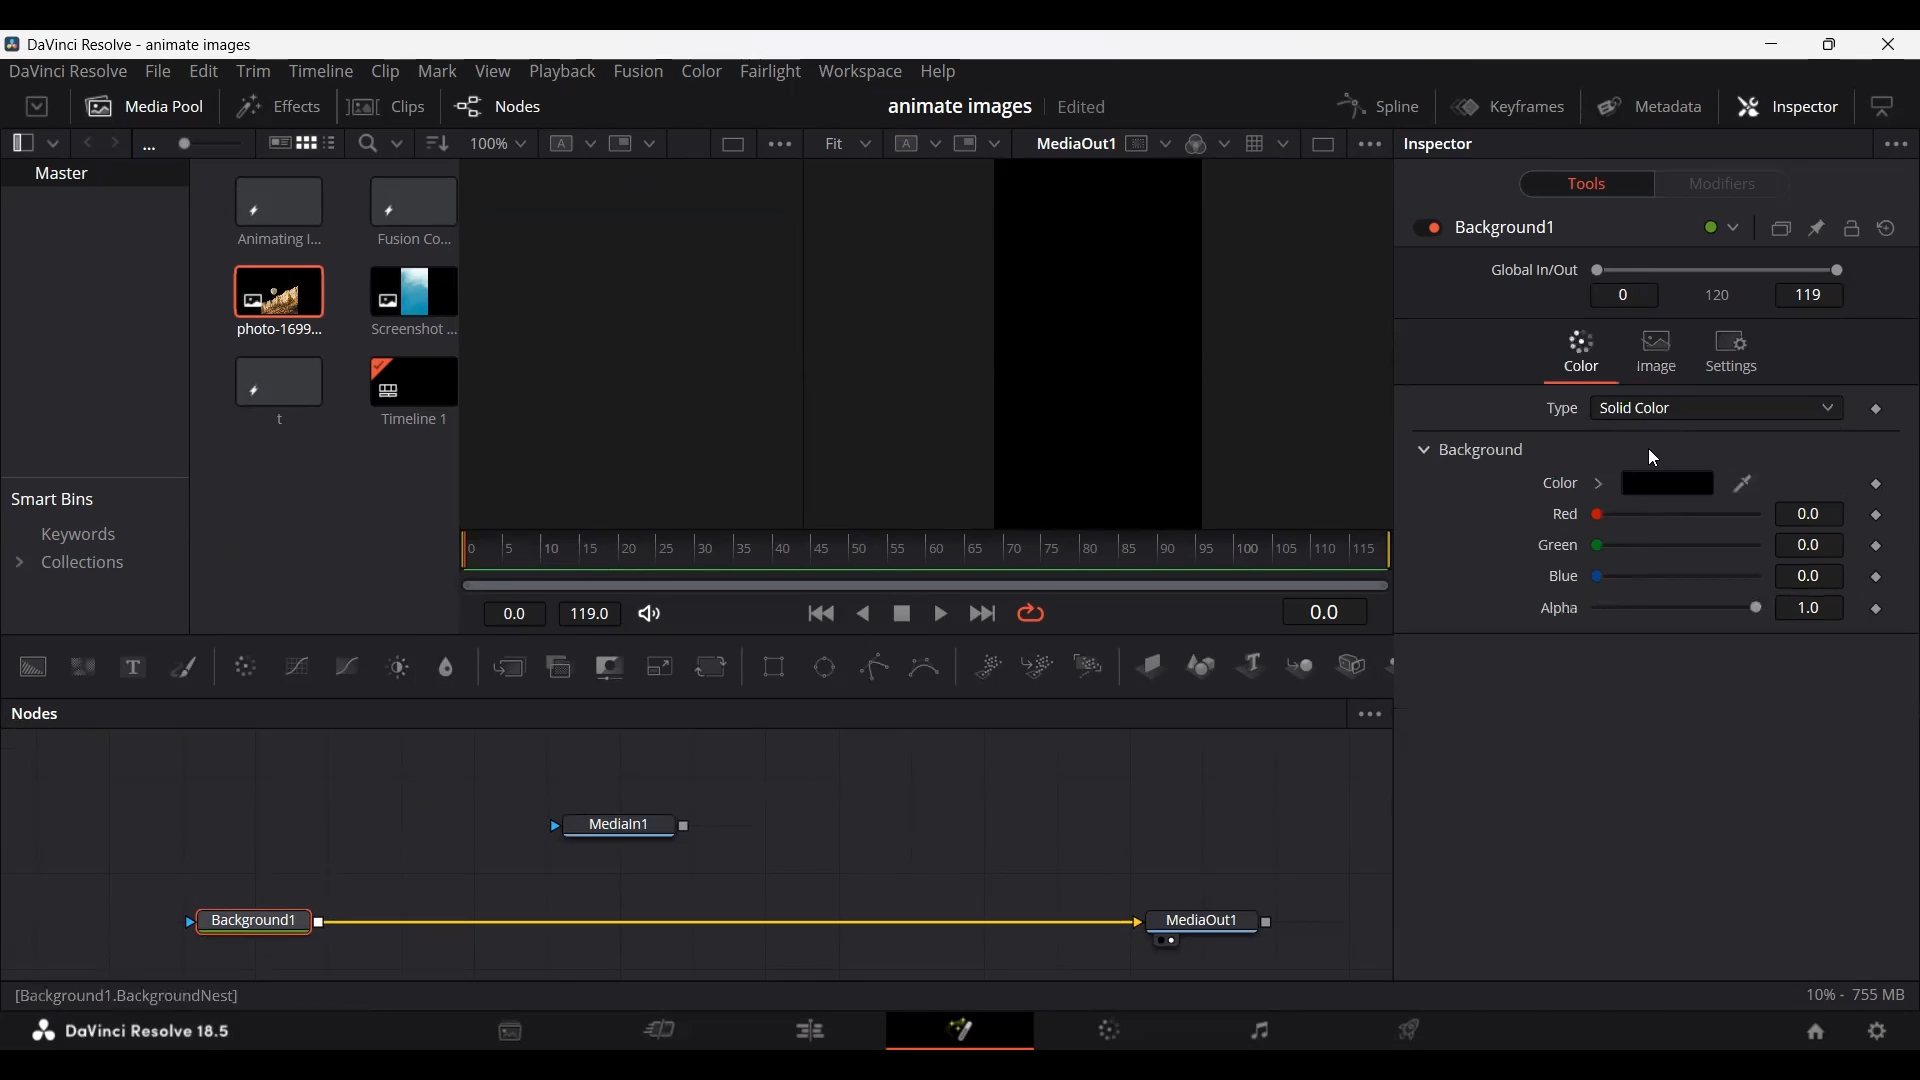 DaVinci Resolve - animate images
DaVinci Resolve File Edit Trim Timeline Clip Mark View Playback Fusion Color Fairlight Workspace Help
Media Pool Effects Clips Nodes animate images Edited Spline Keyframes Metadata Inspector
... 100% A Fit A MediaOut1 Inspector
Master
Tools Modifiers
Animating I... Fusion Co...
Background1
Global In/Out
0 120 119
photo-1699... Screenshot ...
Color Image Settings
Type Solid Color
t Timeline 1
Background
Color
Smart Bins
Red 0.0
Keywords
Green 0.0
0 5 10 15 20 25 30 35 40 45 50 55 60 65 70 75 80 85 90 95 100 105 110 115
Collections
Blue 0.0
Alpha 1.0
0.0 119.0 0.0
T T
Nodes
MediaIn1
Background1 MediaOut1
[Background1.BackgroundNest] 10% - 755 MB
DaVinci Resolve 18.5